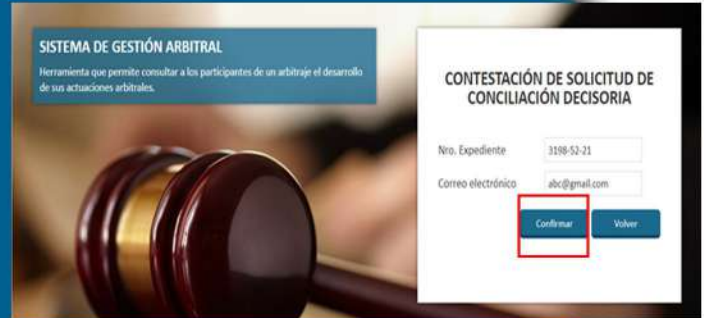 SISTEMA DE GESTIÓN ARBITRAL
Herramienta que permite consultar a los participantes de un arbitraje el desarrollo
de sus actuaciones arbitrales.
CONTESTACIÓN DE SOLICITUD DE
CONCILIACIÓN DECISORIA
Nro. Expediente 3198-52-21
Correo electrónico abc@gmail.com
Confirmar Volver